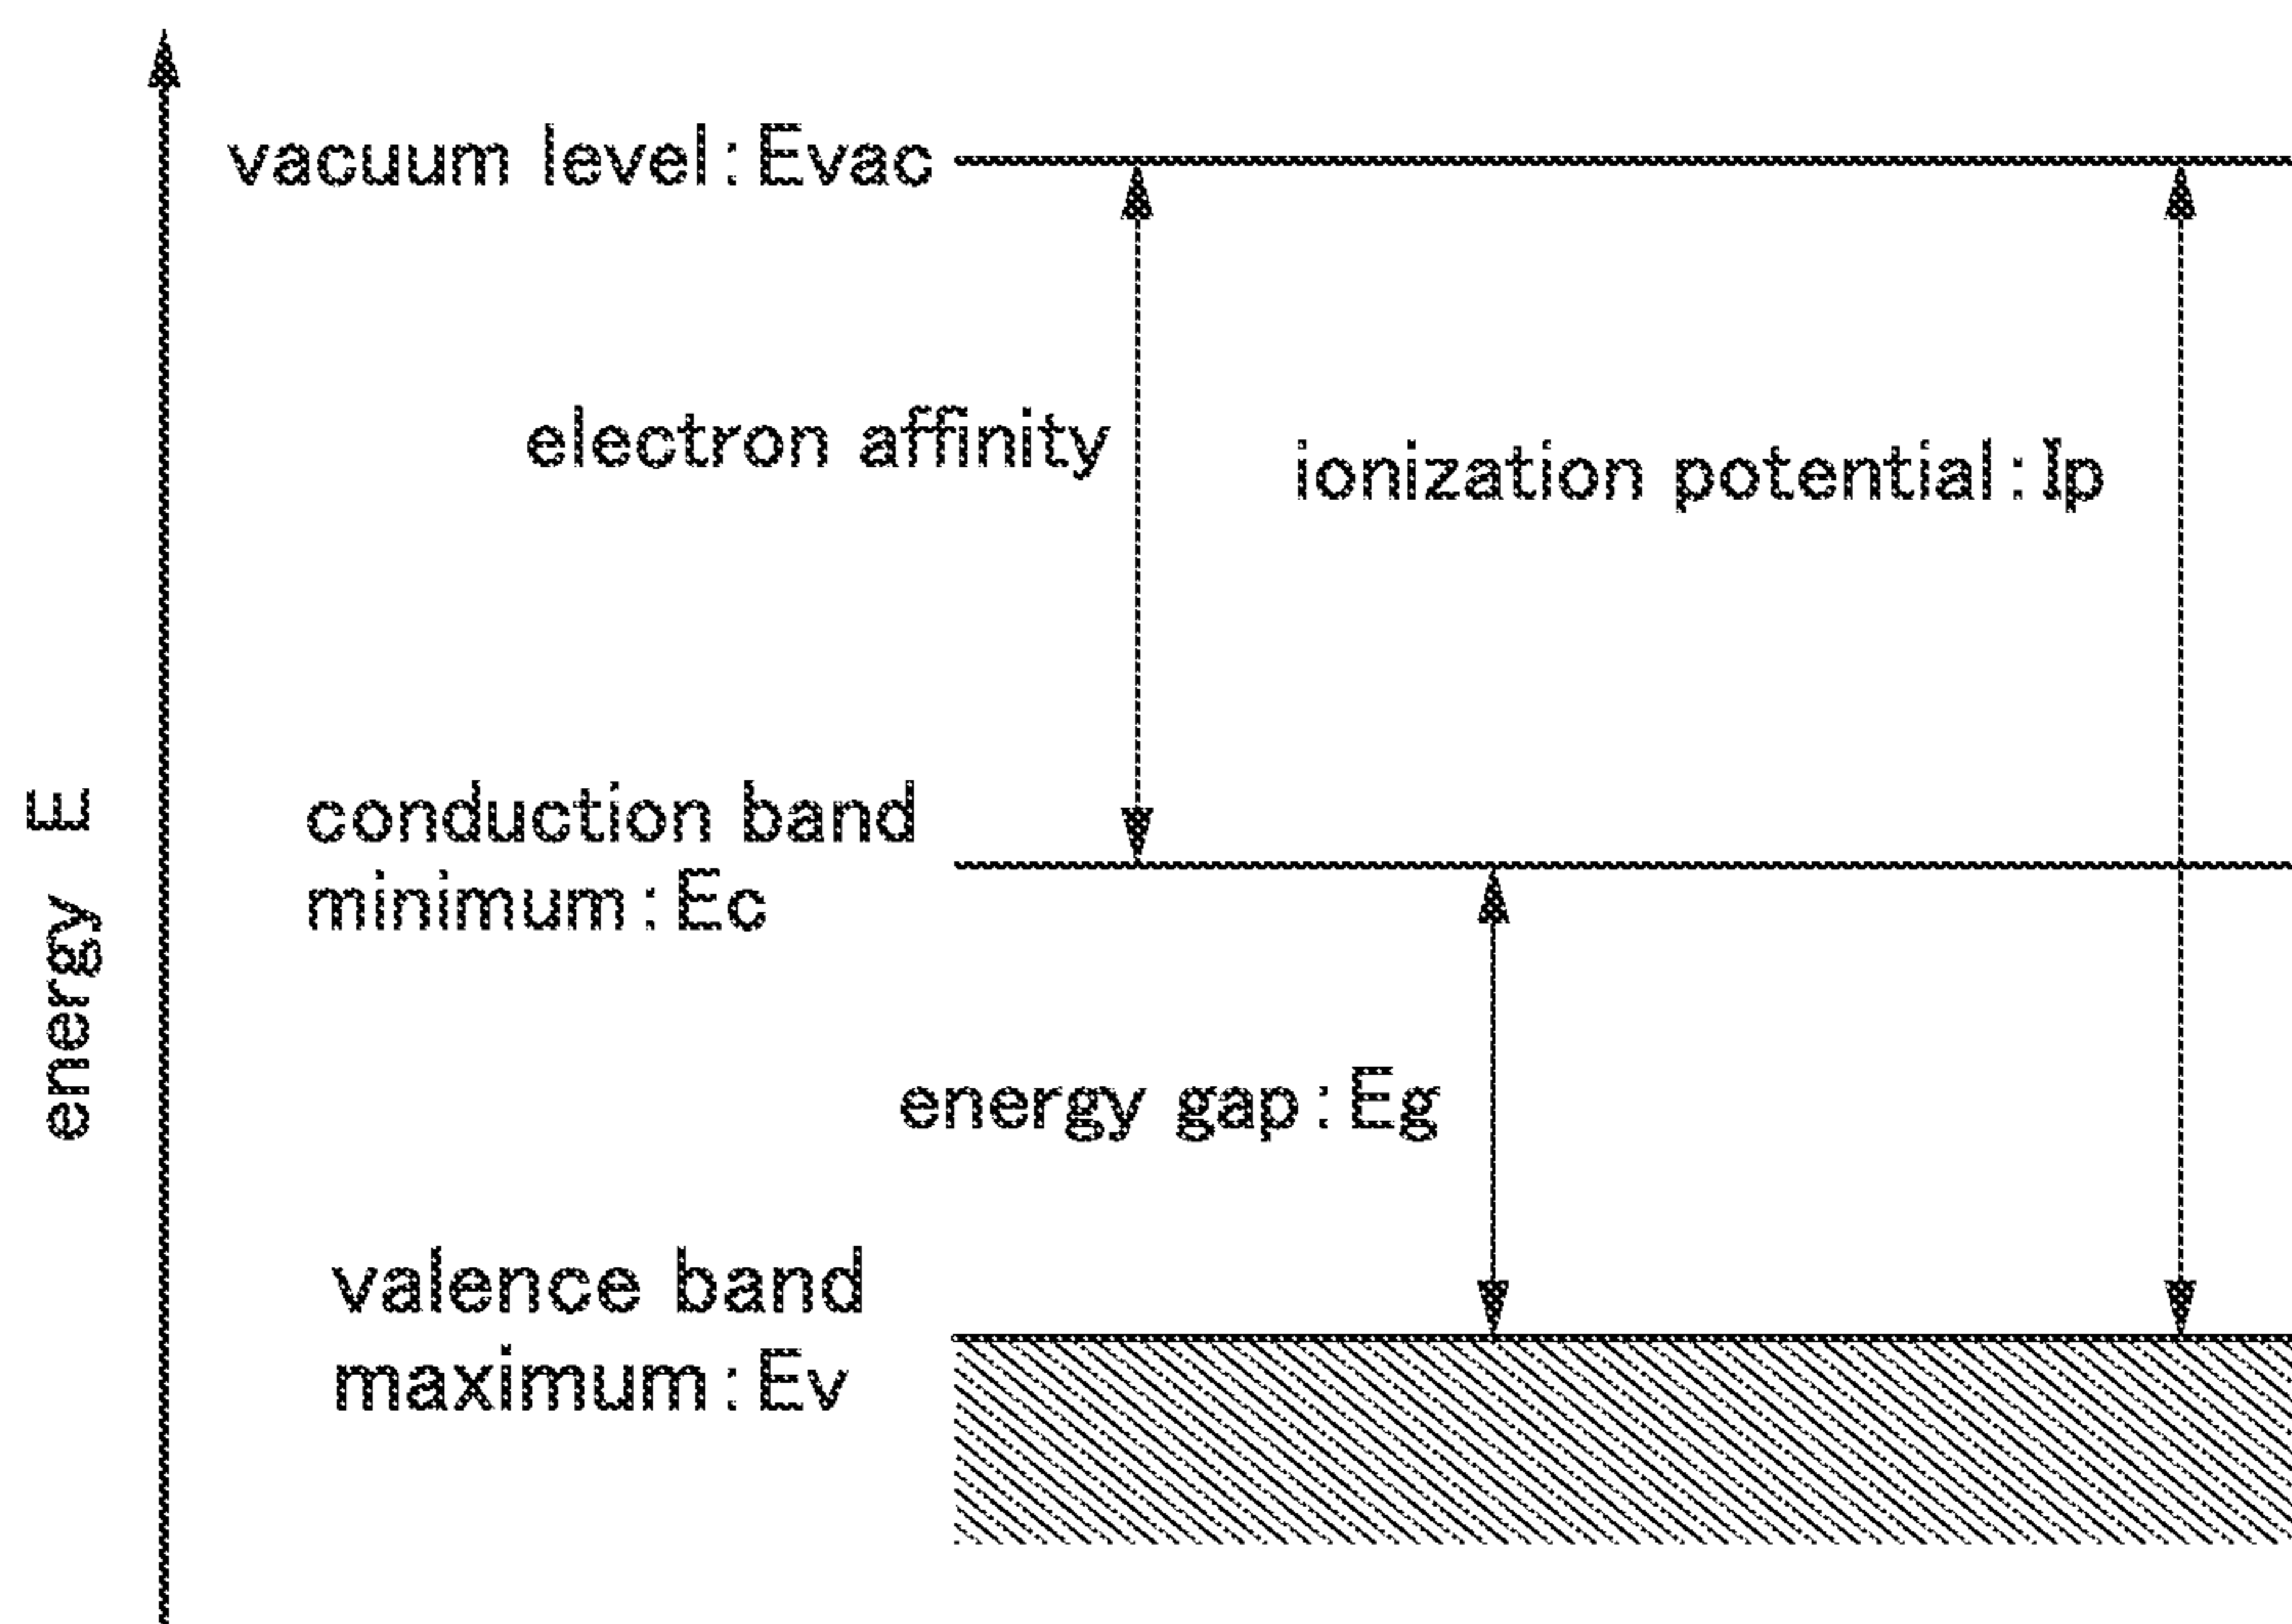 vacuum level : Evac
electron affinity
ionization potential : Ip
energy E
conduction band
minimum : Ec
energy gap : Eg
valence band
maximum : Ev